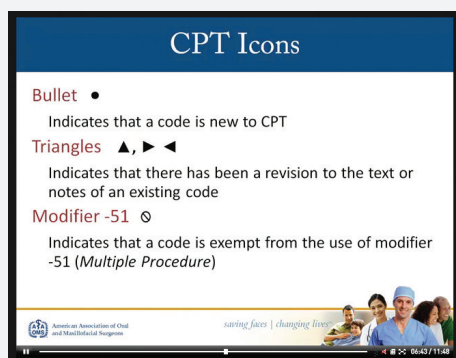 CPT Icons
Bullet ●
Indicates that a code is new to CPT
Triangles ▲, ► ◄
Indicates that there has been a revision to the text or
notes of an existing code
Modifier -51 ⦸
Indicates that a code is exempt from the use of modifier
-51 (Multiple Procedure)
American Association of Oral
and Maxillofacial Surgeons
saving faces | changing lives
06:43 / 11:48